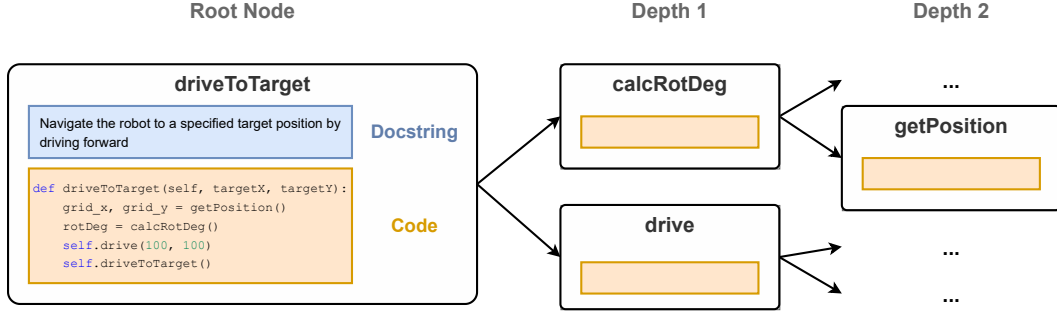 Root Node
Depth 1
Depth 2
driveToTarget
Navigate the robot to a specified target position by
driving forward
Docstring
def driveToTarget(self, targetX, targetY):
    grid_x, grid_y = getPosition()
    rotDeg = calcRotDeg()
    self.drive(100, 100)
    self.driveToTarget()
Code
calcRotDeg
drive
...
getPosition
...
...